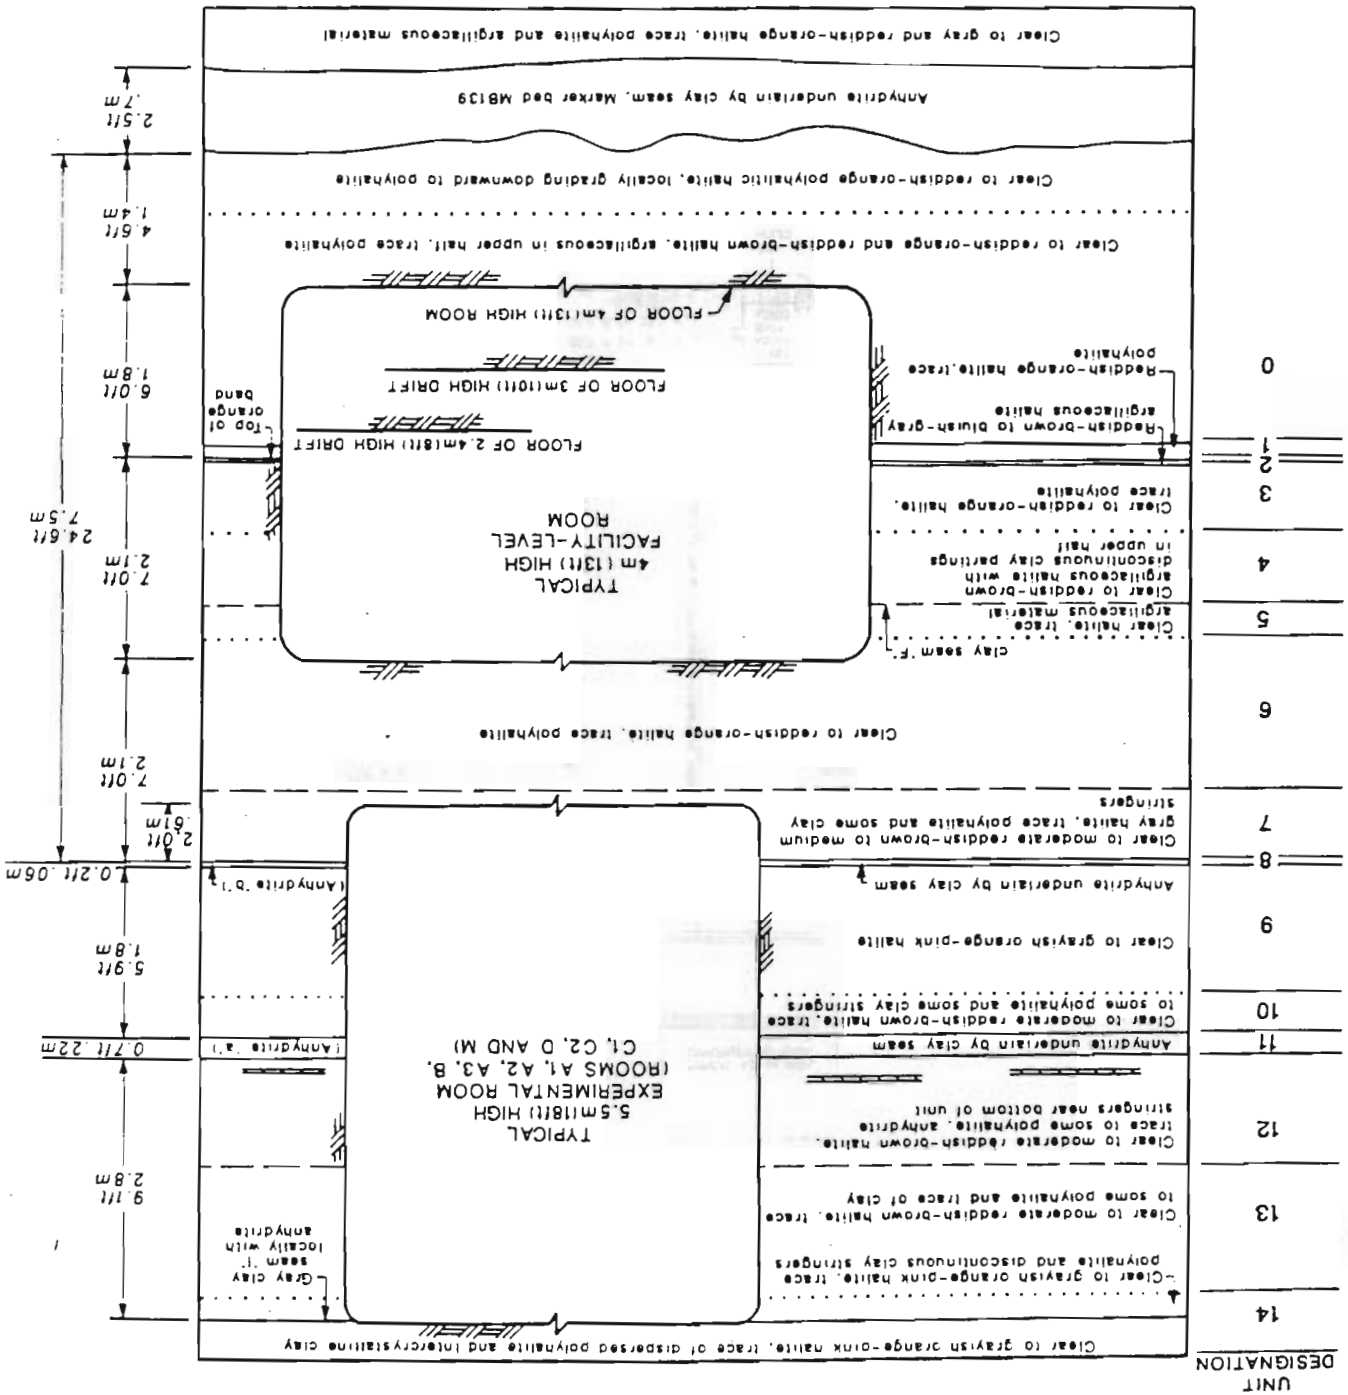 UNIT
DESIGNATION
Clear to grayish orange-pink halite, trace of dispersed polyhalite and intercrystalline clay
14
Clear to grayish orange-pink halite, trace
polyhalite and discontinuous clay stringers
Gray clay
seam "I"
locally with
anhydrite
13
Clear to moderate reddish-brown halite, trace
to some polyhalite and trace of clay
9.1ft
2.8m
12
Clear to moderate reddish-brown halite,
trace to some polyhalite, anhydrite
stringers near bottom of unit
TYPICAL
5.5m(18ft) HIGH
EXPERIMENTAL ROOM
(ROOMS A1, A2, A3, B,
C1, C2, D AND M)
11
Anhydrite underlain by clay seam
(Anhydrite "a")
0.7ft .22m
10
Clear to moderate reddish-brown halite, trace
to some polyhalite and some clay stringers
9
Clear to grayish orange-pink halite
5.9ft
1.8m
Anhydrite underlain by clay seam
(Anhydrite "b")
0.2ft .06m
8
7
Clear to moderate reddish-brown to medium
gray halite, trace polyhalite and some clay
stringers
2.0ft
.61m
7.0ft
2.1m
6
Clear to reddish-orange halite, trace polyhalite
clay seam "F"
5
Clear halite, trace
argillaceous material
4
Clear to reddish-brown
argillaceous halite with
discontinuous clay partings
in upper half
TYPICAL
4m (13ft) HIGH
FACILITY-LEVEL
ROOM
7.0ft
2.1m
24.6ft
7.5m
3
Clear to reddish-orange halite,
trace polyhalite
2
1
Reddish-brown to bluish-gray
argillaceous halite
FLOOR OF 2.4m(8ft) HIGH DRIFT
Top of
orange
band
0
Reddish-orange halite,trace
polyhalite
FLOOR OF 3m(10ft) HIGH DRIFT
6.0ft
1.8m
FLOOR OF 4m(13ft) HIGH ROOM
Clear to reddish-orange and reddish-brown halite, argillaceous in upper half, trace polyhalite
4.6ft
1.4m
Clear to reddish-orange polyhalitic halite, locally grading downward to polyhalite
Anhydrite underlain by clay seam, Marker bed MB139
2.5ft
.7m
Clear to gray and reddish-orange halite, trace polyhalite and argillaceous material